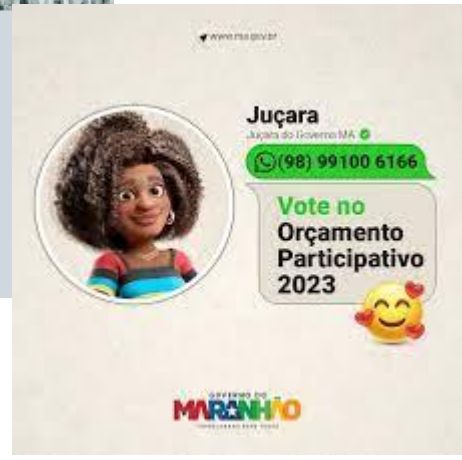 www.ma.gov.br
Juçara
Juçara do Governo MA
(98) 99100 6166
Vote no
Orçamento
Participativo
2023
GOVERNO DO
MARANHÃO